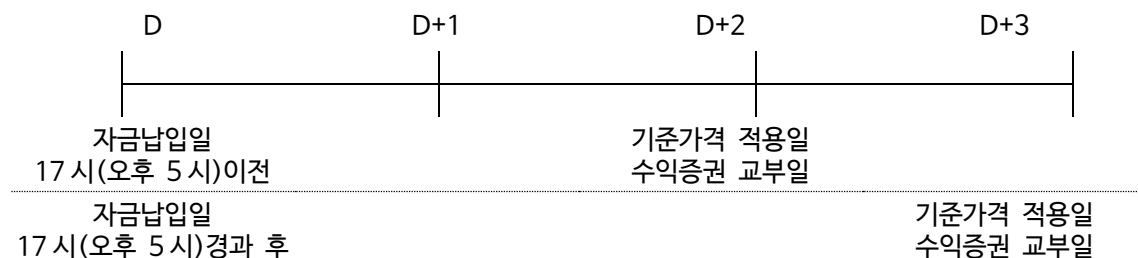 D D+1 D+2 D+3
자금납입일 기준가격 적용일
17시(오후 5시)이전 수익증권 교부일
자금납입일 기준가격 적용일
17시(오후 5시)경과 후 수익증권 교부일